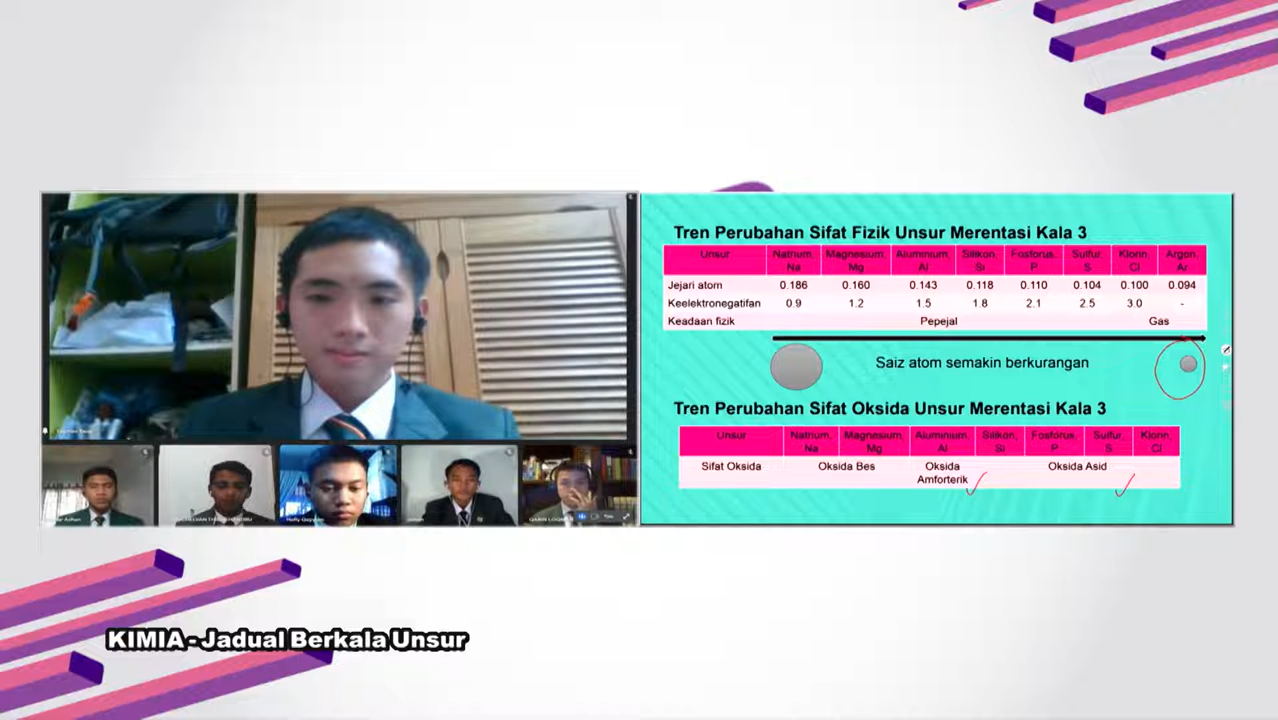 Tren Perubahan Sifat Fizik Unsur Merentasi Kala 3
Unsur Natrium, Na Magnesium, Mg Aluminium, Al Silikon, Si Fosforus, P Sulfur, S Klorin, Cl Argon, Ar
Jejari atom 0.186 0.160 0.143 0.118 0.110 0.104 0.100 0.094
Keelektronegatifan 0.9 1.2 1.5 1.8 2.1 2.5 3.0 -
Keadaan fizik Pepejal Gas
Saiz atom semakin berkurangan
Tren Perubahan Sifat Oksida Unsur Merentasi Kala 3
Unsur Natrium, Na Magnesium, Mg Aluminium, Al Silikon, Si Fosforus, P Sulfur, S Klorin, Cl
Sifat Oksida Oksida Bes Oksida Amforterik Oksida Asid
KIMIA - Jadual Berkala Unsur